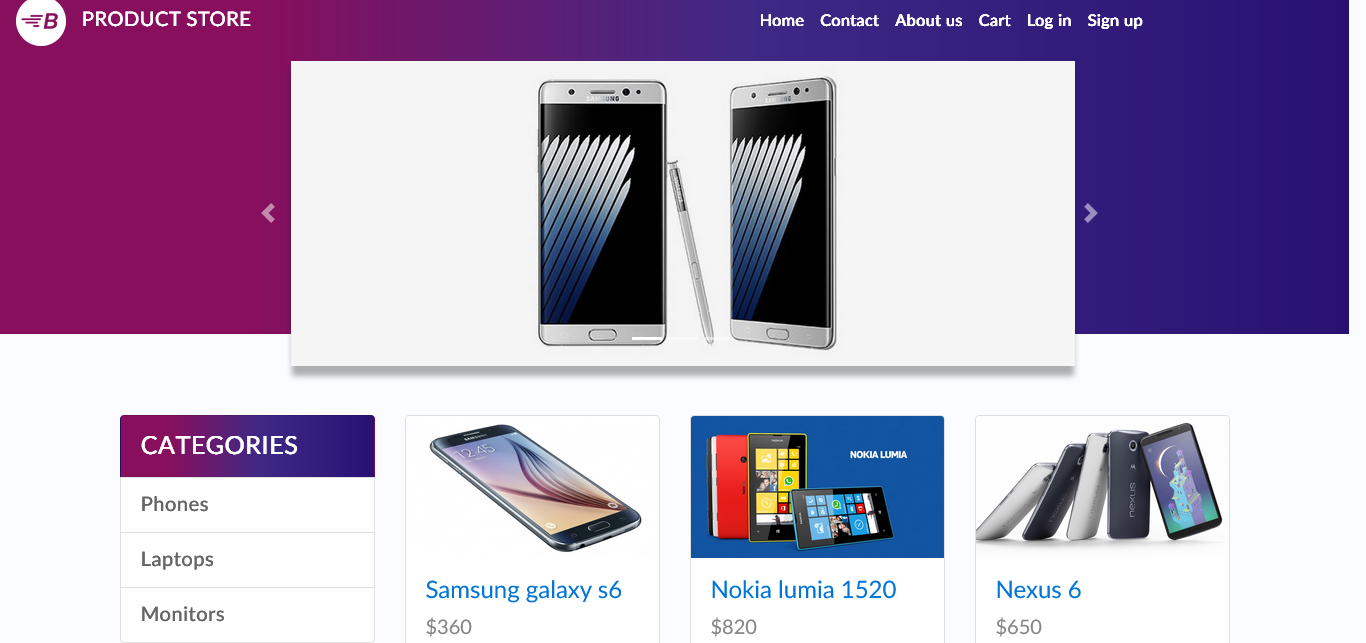 B PRODUCT STORE
Home Contact About us Cart Log in Sign up
SAMSUNG
SAMSUNG
CATEGORIES
Phones
Laptops
Monitors
12:45
Samsung galaxy s6
$360
NOKIA LUMIA
Nokia lumia 1520
$820
nexus
Nexus 6
$650